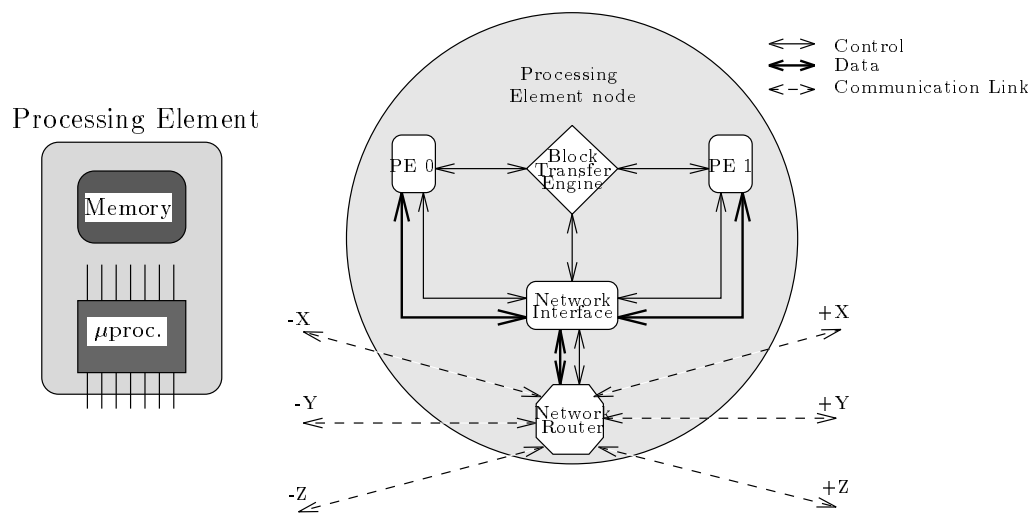 Processing Element
Memory
μproc.
Processing
Element node
PE 0
Block
Transfer
Engine
PE 1
Network
Interface
Network
Router
-X
-Y
-Z
+X
+Y
+Z
Control
Data
Communication Link